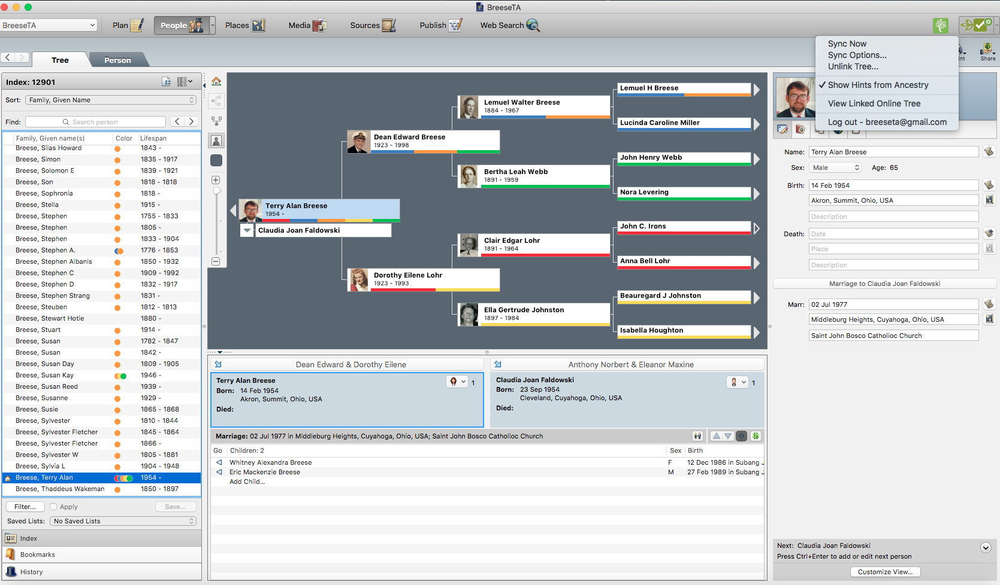 BreeseTA
BreeseTA
Plan
People
Places
Media
Sources
Publish
Web Search
Sync Now
Sync Options...
Unlink Tree...
✓ Show Hints from Ancestry
View Linked Online Tree
Log out - breeseta@gmail.com
Share
Tree
Person
Index: 12901
Sort: Family, Given Name
Find: Search person
Family, Given name(s) Color Lifespan
Breese, Silas Howard 1843 -
Breese, Simon 1835 - 1917
Breese, Solomon E 1839 - 1921
Breese, Son 1818 - 1818
Breese, Sophronia 1818 -
Breese, Stella 1915 -
Breese, Stephen 1755 - 1833
Breese, Stephen 1805 -
Breese, Stephen 1833 - 1904
Breese, Stephen A. 1776 - 1853
Breese, Stephen Albanis 1850 - 1932
Breese, Stephen C 1909 - 1992
Breese, Stephen D 1832 - 1917
Breese, Stephen Strang 1831 -
Breese, Steuben 1812 - 1813
Breese, Stewart Hotie 1880 -
Breese, Stuart 1914 -
Breese, Susan 1782 - 1847
Breese, Susan 1842 -
Breese, Susan Day 1809 - 1905
Breese, Susan Kay 1946 -
Breese, Susan Reed 1939 -
Breese, Susanne 1929 -
Breese, Susie 1865 - 1868
Breese, Sylvester 1810 - 1844
Breese, Sylvester Fletcher 1845 - 1864
Breese, Sylvester Fletcher 1866 -
Breese, Sylvester W 1805 - 1881
Breese, Sylvia L 1904 - 1948
Breese, Terry Alan 1954 -
Breese, Thaddeus Wakeman 1850 - 1897
Filter...
Apply
Save...
Saved Lists: No Saved Lists
Index
Bookmarks
History
Terry Alan Breese
1954 -
Claudia Joan Faldowski
Dean Edward Breese
1923 - 1998
Dorothy Eilene Lohr
1923 - 1993
Lemuel Walter Breese
1884 - 1967
Bertha Leah Webb
1891 - 1959
Clair Edgar Lohr
1891 - 1964
Ella Gertrude Johnston
1897 - 1984
Lemuel H Breese
Lucinda Caroline Miller
John Henry Webb
Nora Levering
John C. Irons
Anna Bell Lohr
Beauregard J Johnston
Isabella Houghton
Dean Edward & Dorothy Eilene
Terry Alan Breese
1
Born: 14 Feb 1954
Akron, Summit, Ohio, USA
Died:
Anthony Norbert & Eleanor Maxine
Claudia Joan Faldowski
1
Born: 23 Sep 1954
Cleveland, Cuyahoga, Ohio, USA
Died:
Marriage: 02 Jul 1977 in Middleburg Heights, Cuyahoga, Ohio, USA; Saint John Bosco Catholioc Church
Go Children: 2 Sex Birth
Whitney Alexandra Breese F 12 Dec 1986 in Subang J
Eric Mackenzie Breese M 27 Feb 1989 in Subang J
Add Child...
Name: Terry Alan Breese
Sex: Male Age: 65
Birth: 14 Feb 1954
Akron, Summit, Ohio, USA
Description
Death: Date
Place
Description
Marriage to Claudia Joan Faldowski
Marr: 02 Jul 1977
Middleburg Heights, Cuyahoga, Ohio, USA
Saint John Bosco Catholioc Church
Next: Claudia Joan Faldowski
Press Ctrl+Enter to add or edit next person
Customize View...